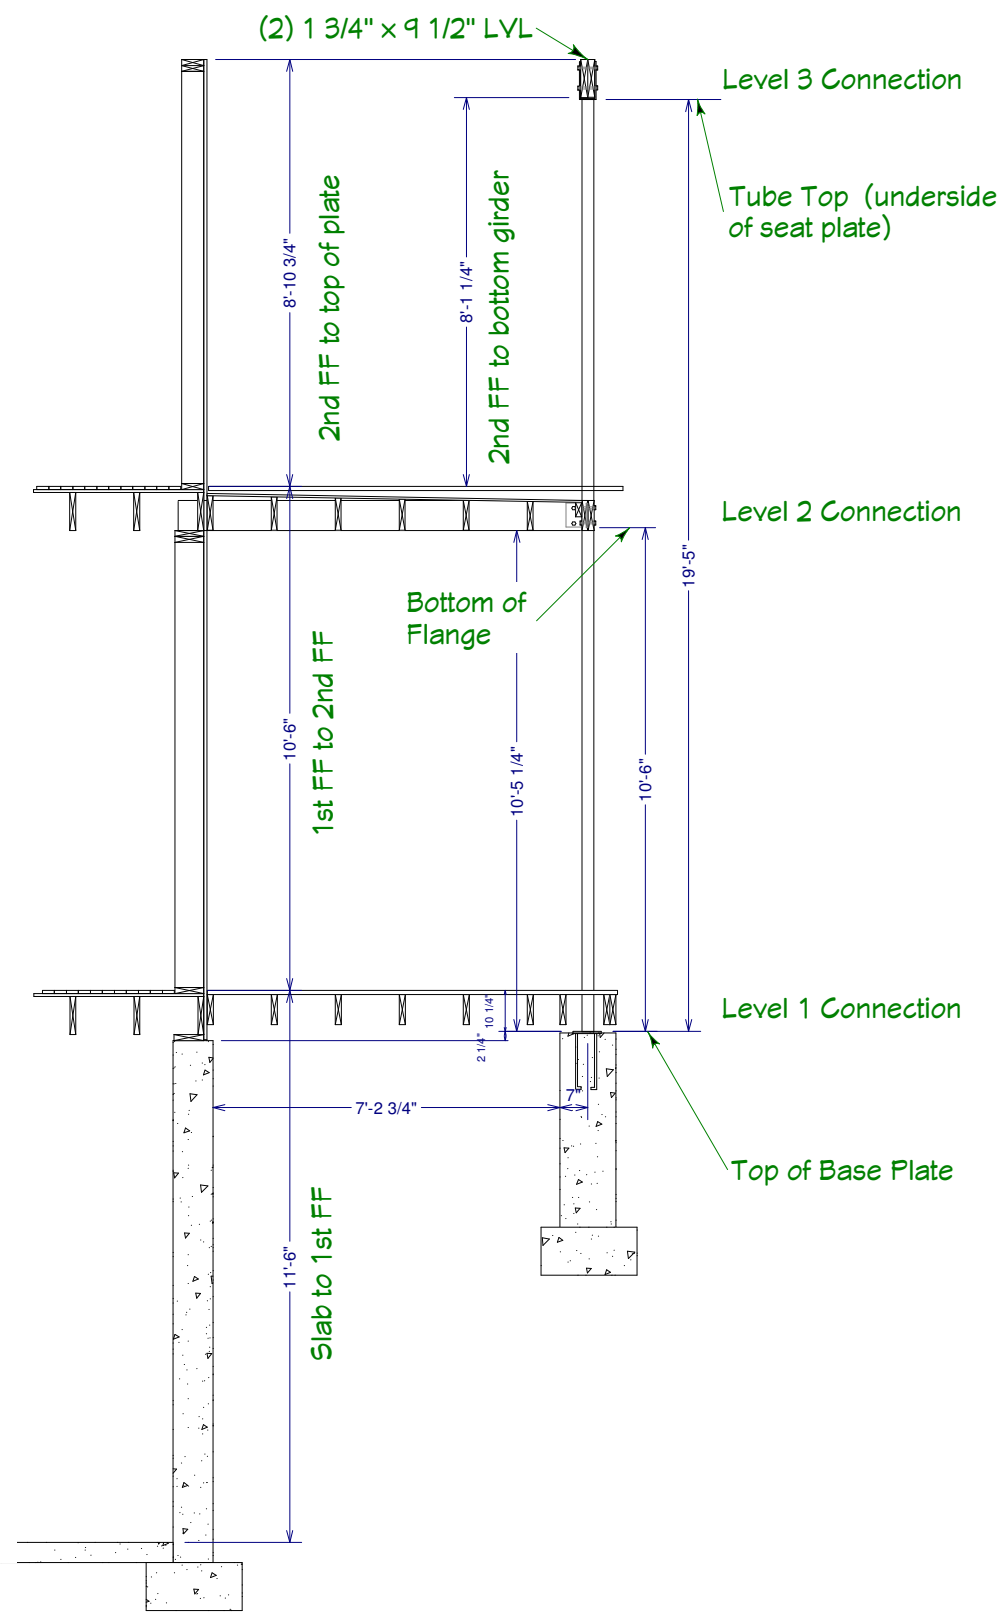 (2) 1 3/4" x 9 1/2" LVL
Level 3 Connection
Tube Top (underside
of seat plate)
8'-10 3/4"
2nd FF to top of plate
8'-1 1/4"
2nd FF to bottom girder
Level 2 Connection
19'-5"
Bottom of
Flange
10'-6"
1st FF to 2nd FF
10'-5 1/4"
10'-6"
Level 1 Connection
10 1/4"
2 1/4"
7"
7'-2 3/4"
Top of Base Plate
11'-6"
Slab to 1st FF